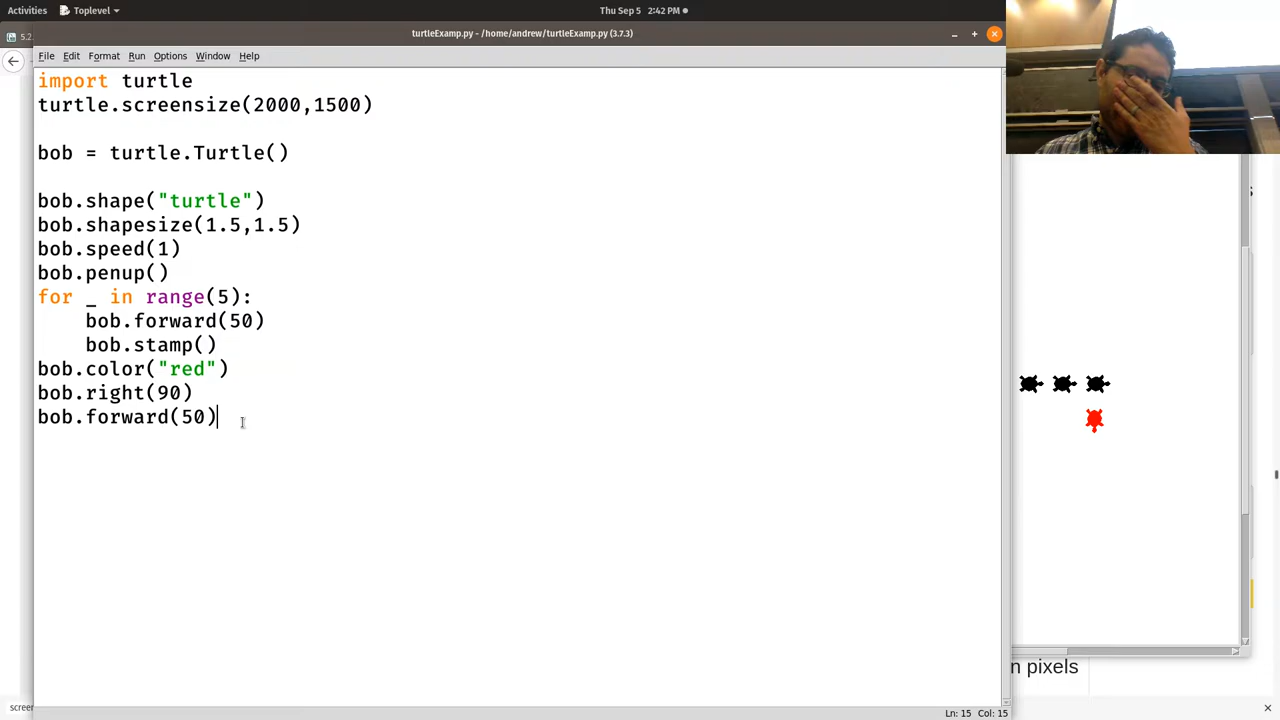 Activities
Toplevel
Thu Sep 5 2:42 PM
5.2
turtleExamp.py - /home/andrew/turtleExamp.py (3.7.3)
File Edit Format Run Options Window Help
import turtle
turtle.screensize(2000,1500)
bob = turtle.Turtle()
bob.shape("turtle")
bob.shapesize(1.5,1.5)
bob.speed(1)
bob.penup()
for _ in range(5):
bob.forward(50)
bob.stamp()
bob.color("red")
bob.right(90)
bob.forward(50)
n pixels
screer
Ln: 15 Col: 15